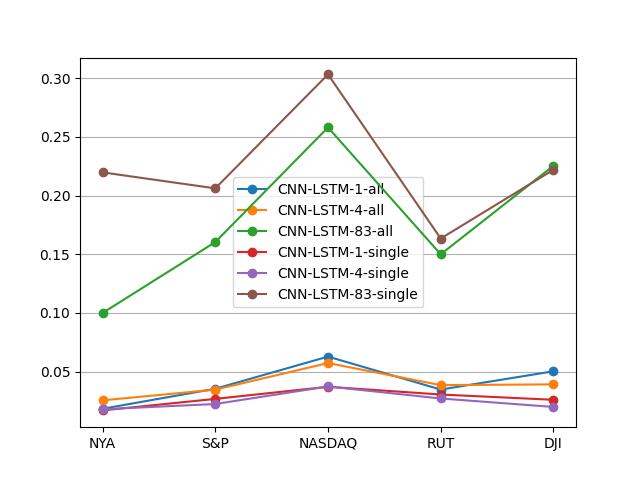 0.30
0.25
0.20
0.15
0.10
0.05
CNN-LSTM-1-all
CNN-LSTM-4-all
CNN-LSTM-83-all
CNN-LSTM-1-single
CNN-LSTM-4-single
CNN-LSTM-83-single
NYA S&P NASDAQ RUT DJI